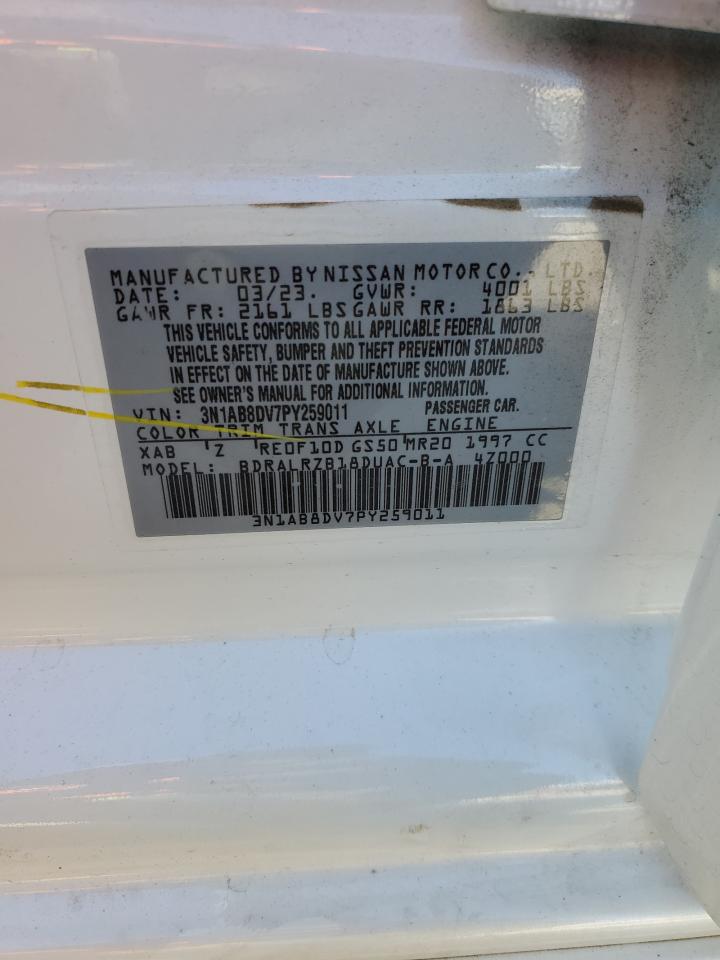 MANUFACTURED BY NISSAN MOTOR CO., LTD.
DATE: 03/23. GVWR: 4001 LBS
GAWR FR: 2161 LBS GAWR RR: 1863 LBS
THIS VEHICLE CONFORMS TO ALL APPLICABLE FEDERAL MOTOR
VEHICLE SAFETY, BUMPER AND THEFT PREVENTION STANDARDS
IN EFFECT ON THE DATE OF MANUFACTURE SHOWN ABOVE.
SEE OWNER'S MANUAL FOR ADDITIONAL INFORMATION.
VIN: 3N1AB8DV7PY259011 PASSENGER CAR.
COLOR TRIM TRANS AXLE ENGINE
XAB Z RE0F10D GS50 MR20 1997 CC
MODEL: BDRALRZB18DUAC-B-A 47000
3N1AB8DV7PY259011